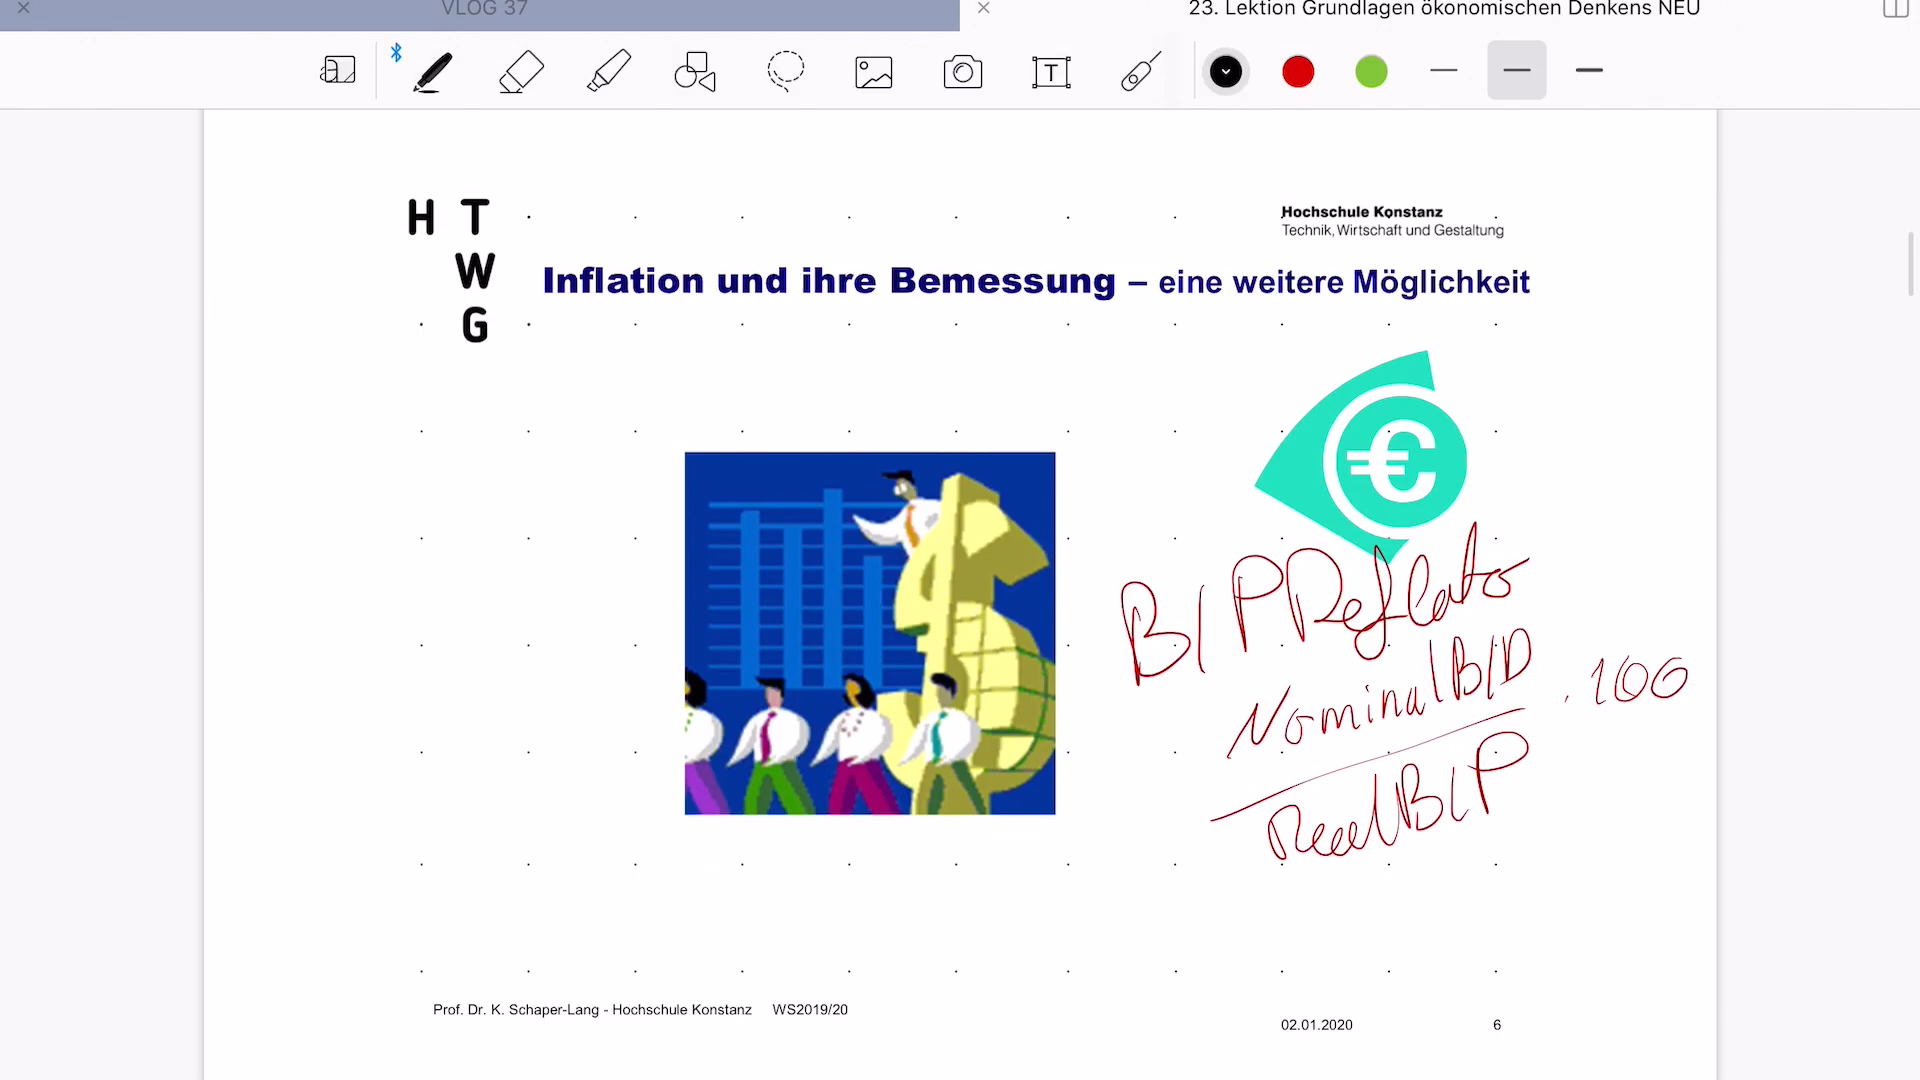 VLOG 37
23. Lektion Grundlagen ökonomischen Denkens NEU
T
H T
W
G
Hochschule Konstanz
Technik, Wirtschaft und Gestaltung
Inflation und ihre Bemessung – eine weitere Möglichkeit
€
BIP Deflator
Nominal BIP
. 100
Real BIP
Prof. Dr. K. Schaper-Lang - Hochschule Konstanz WS2019/20
02.01.2020
6